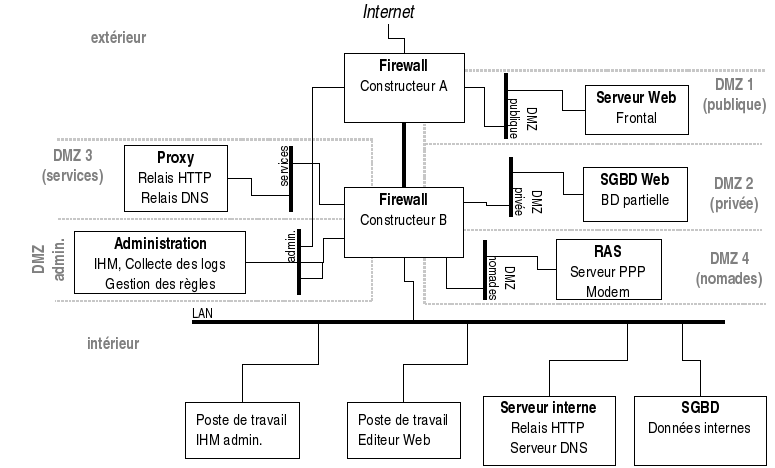 Internet
extérieur
Firewall
Constructeur A
DMZ
publique
Serveur Web
Frontal
DMZ 1
(publique)
DMZ 3
(services)
Proxy
Relais HTTP
Relais DNS
services
Firewall
Constructeur B
DMZ
privée
SGBD Web
BD partielle
DMZ 2
(privée)
DMZ
admin.
Administration
IHM, Collecte des logs
Gestion des règles
admin.
DMZ
nomades
RAS
Serveur PPP
Modem
DMZ 4
(nomades)
LAN
intérieur
Poste de travail
IHM admin.
Poste de travail
Editeur Web
Serveur interne
Relais HTTP
Serveur DNS
SGBD
Données internes